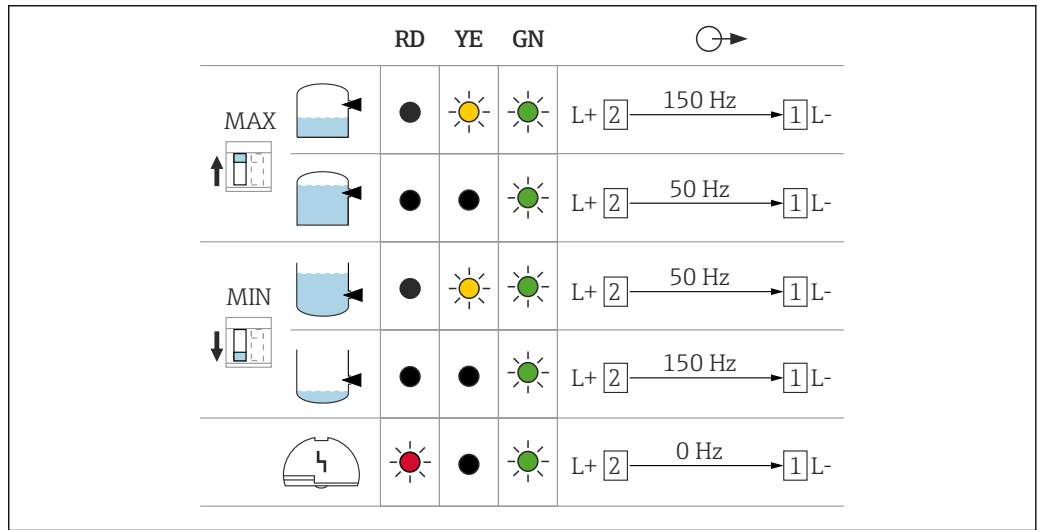 RD YE GN
MAX
L+ 2 150 Hz 1 L-
L+ 2 50 Hz 1 L-
MIN
L+ 2 50 Hz 1 L-
L+ 2 150 Hz 1 L-
L+ 2 0 Hz 1 L-